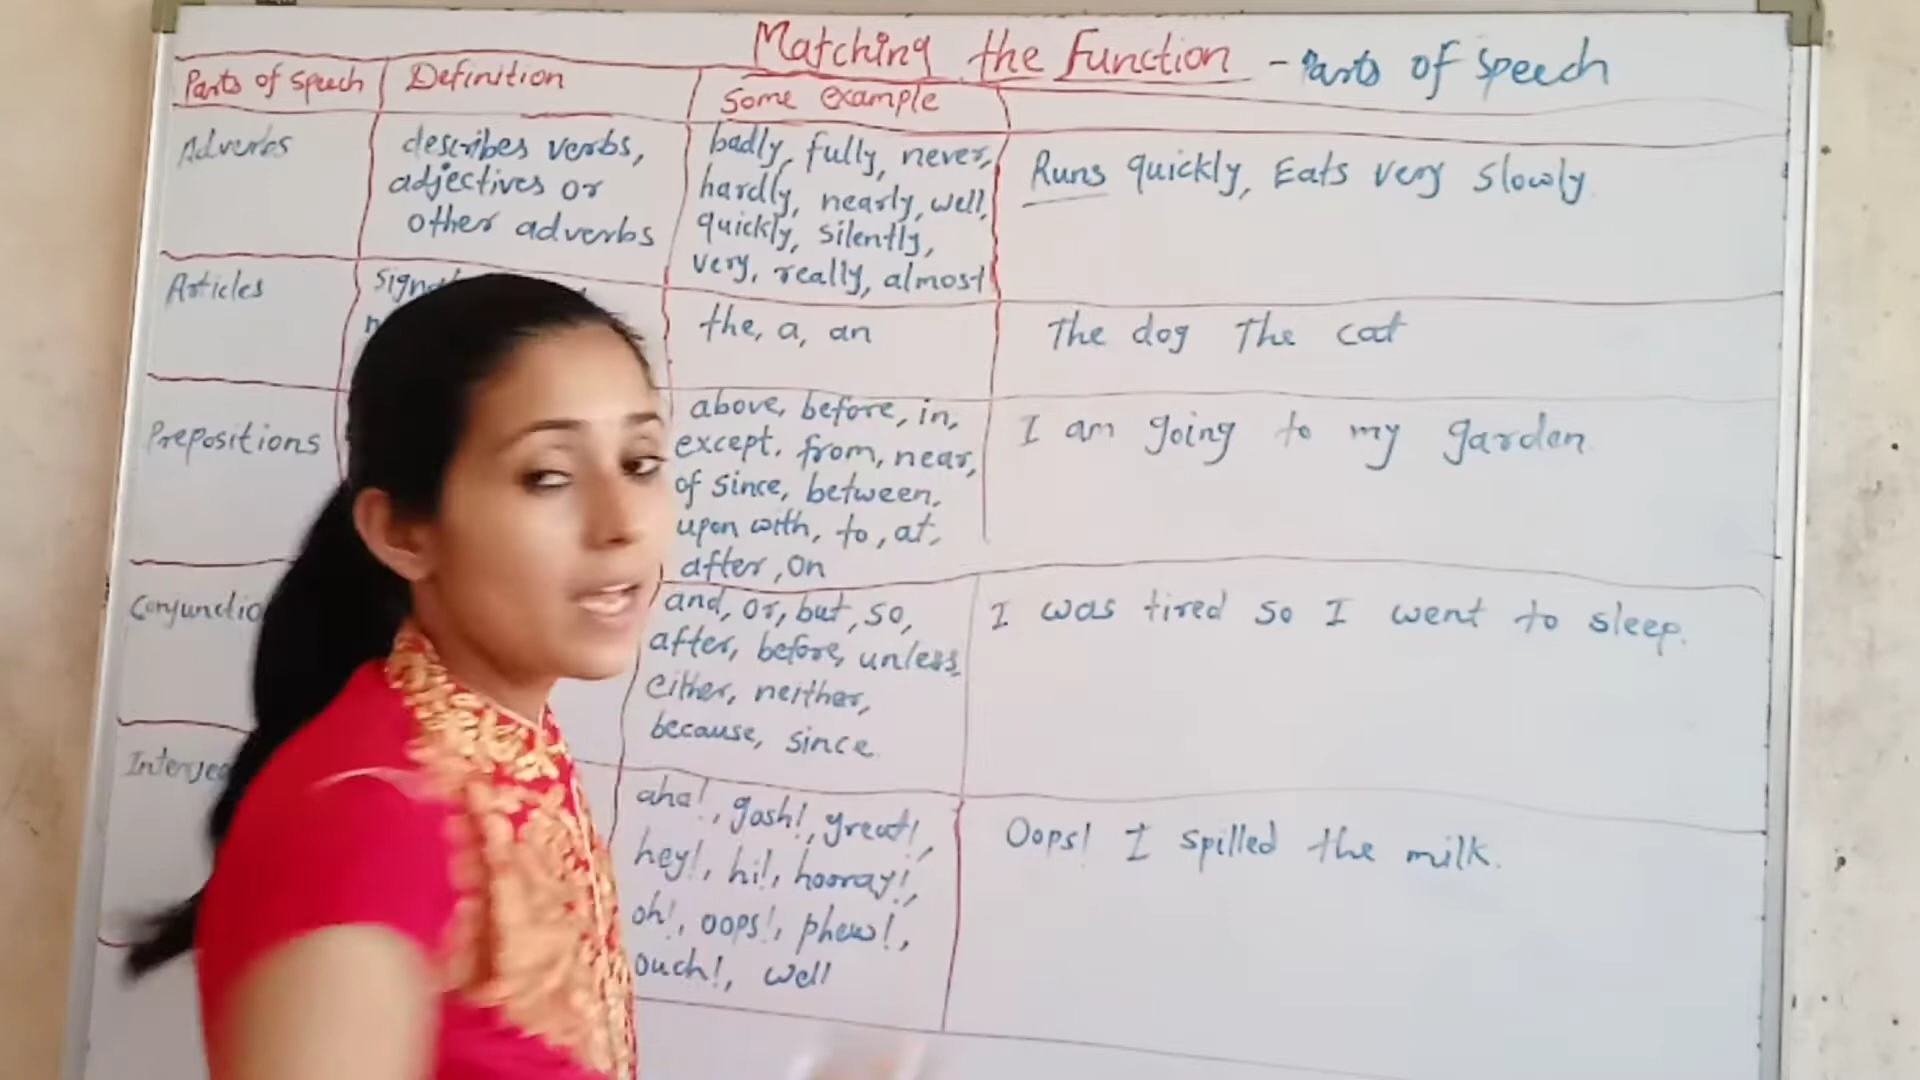 Matching the Function - Parts of Speech
Parts of Speech
Definition
Some example
Adverbs
describes verbs,
adjectives or
other adverbs
badly, fully, never,
hardly, nearly, well,
quickly, silently,
very, really, almost
Runs quickly, Eats very slowly.
Articles
the, a, an
The dog The cat
Prepositions
above, before, in,
except, from, near,
of since, between,
upon with, to, at,
after, on
I am going to my garden.
and, or, but, so,
after, before, unless,
either, neither,
because, since.
I was tired so I went to sleep.
aha!, gosh!, great!,
hey!, hi!, hooray!,
oh!, oops!, phew!,
ouch!, well
Oops! I spilled the milk.